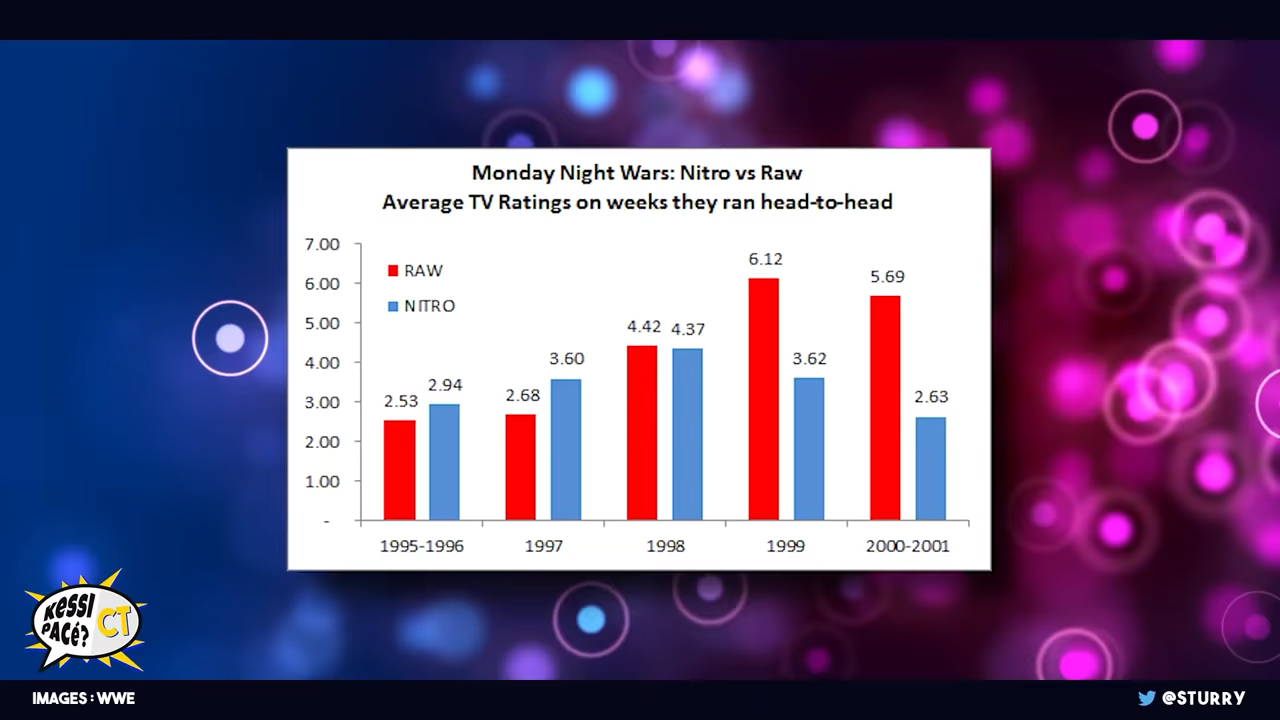 Monday Night Wars: Nitro vs Raw
Average TV Ratings on weeks they ran head-to-head
7.00
6.00
5.00
4.00
3.00
2.00
1.00
-
RAW
NITRO
2.53
2.94
2.68
3.60
4.42
4.37
6.12
3.62
5.69
2.63
1995-1996
1997
1998
1999
2000-2001
KESSI
PACÉ?
CT
IMAGES : WWE
@STURRY